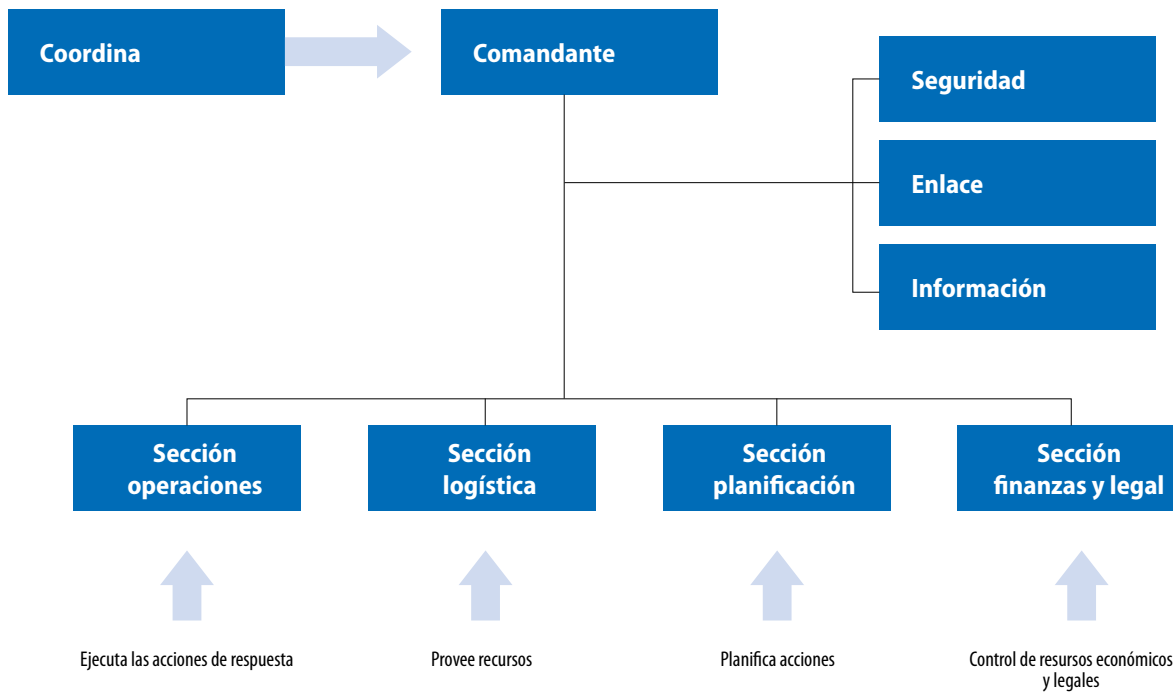 Coordina
Comandante
Seguridad
Enlace
Información
Sección
operaciones
Sección
logística
Sección
planificación
Sección
finanzas y legal
Ejecuta las acciones de respuesta
Provee recursos
Planifica acciones
Control de resursos económicos
y legales